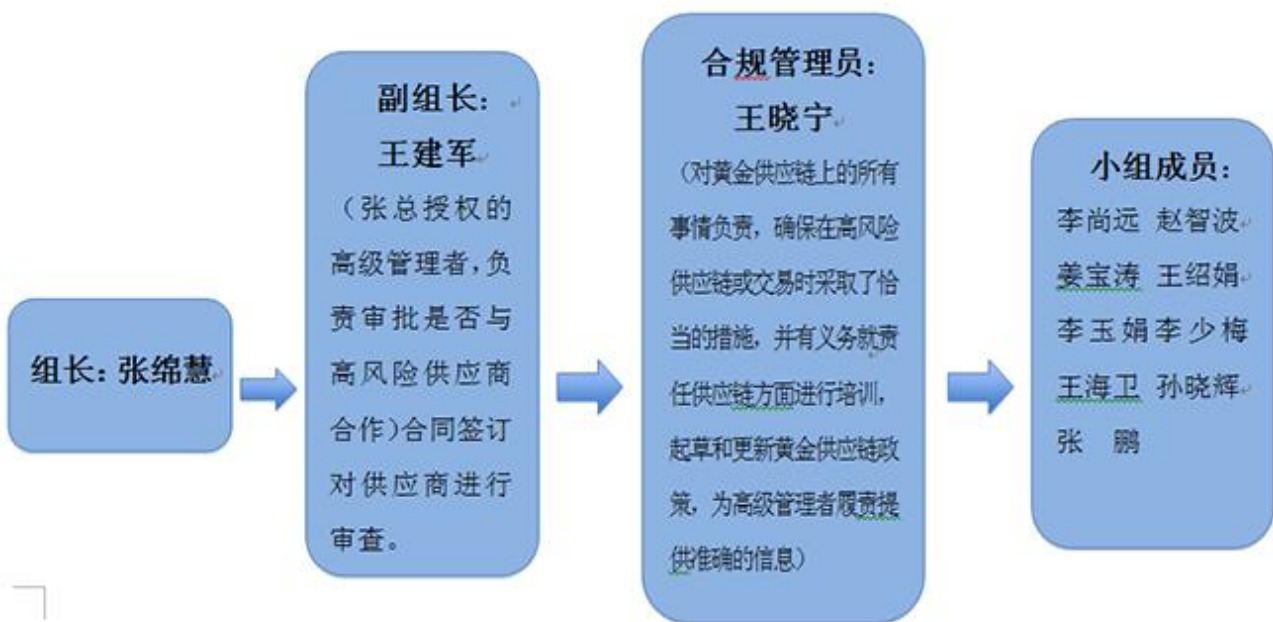 组长：张绵慧
副组长：
王建军
（张总授权的
高级管理者，负
责审批是否与
高风险供应商
合作）合同签订
对供应商进行
审查。
合规管理员：
王晓宁
（对黄金供应链上的所有
事情负责，确保在高风险
供应链或交易时采取了恰
当的措施，并有义务就责
任供应链方面进行培训，
起草和更新黄金供应链政
策，为高级管理者履责提
供准确的信息）
小组成员：
李尚远 赵智波
姜宝涛 王绍娟
李玉娟李少梅
王海卫 孙晓辉
张 鹏